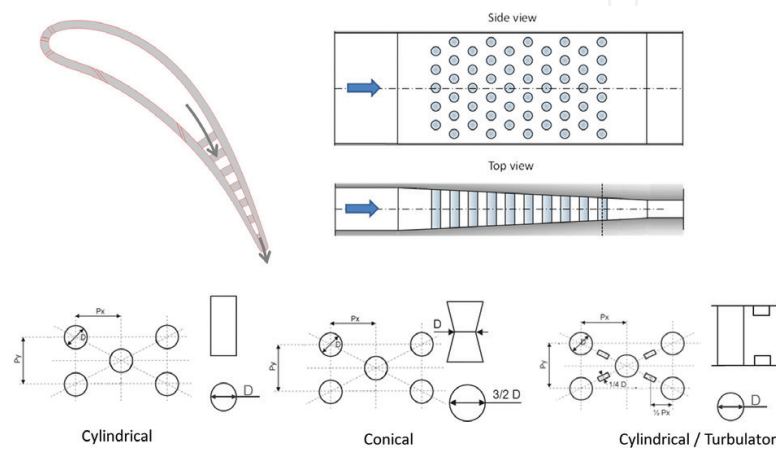 Side view
Top view
Px
Py
D
D
Cylindrical
Px
Py
D
D
3/2 D
Conical
Px
Py
D
1/4 D
½ Px
D
Cylindrical / Turbulator